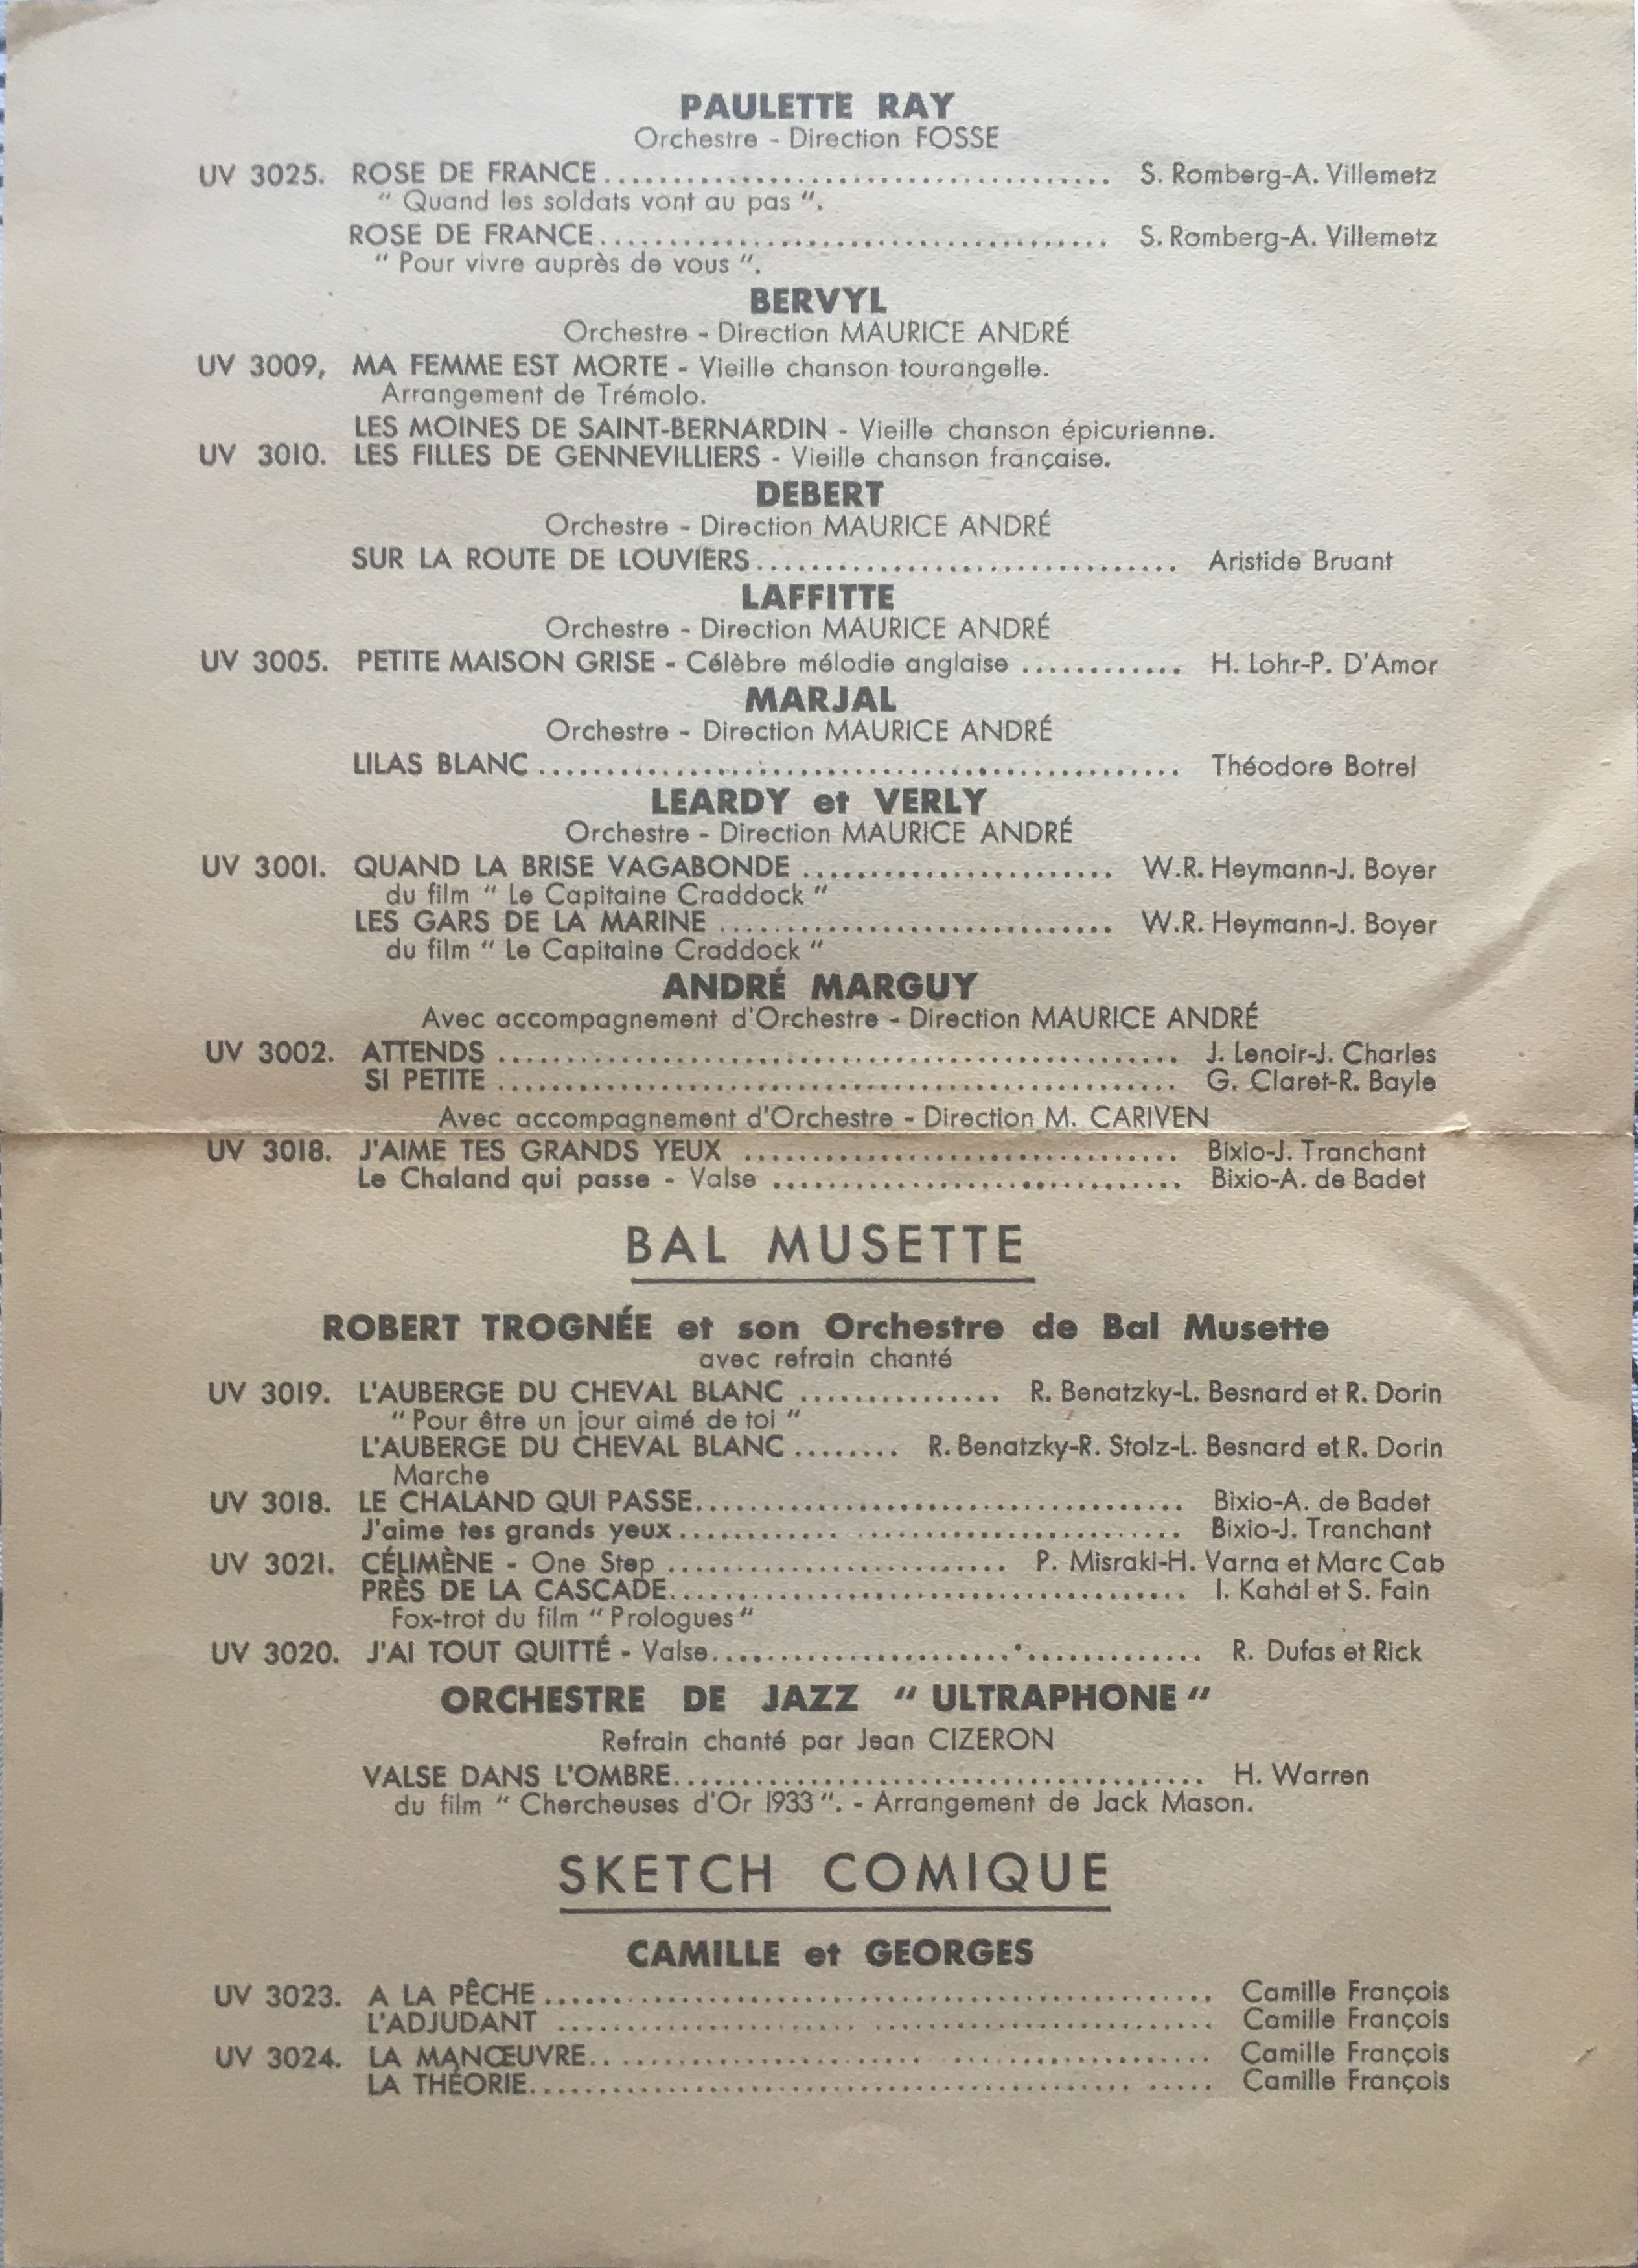 PAULETTE RAY
Orchestre - Direction FOSSE
UV 3025. ROSE DE FRANCE.................................... S. Romberg-A. Villemetz
“ Quand les soldats vont au pas “.
ROSE DE FRANCE.................................... S. Romberg-A. Villemetz
“ Pour vivre auprès de vous “.
BERVYL
Orchestre - Direction MAURICE ANDRÉ
UV 3009, MA FEMME EST MORTE - Vieille chanson tourangelle.
Arrangement de Trémolo.
LES MOINES DE SAINT-BERNARDIN - Vieille chanson épicurienne.
UV 3010. LES FILLES DE GENNEVILLIERS - Vieille chanson française.
DEBERT
Orchestre - Direction MAURICE ANDRÉ
SUR LA ROUTE DE LOUVIERS............................... Aristide Bruant
LAFFITTE
Orchestre - Direction MAURICE ANDRÉ
UV 3005. PETITE MAISON GRISE - Célèbre mélodie anglaise ............ H. Lohr-P. D'Amor
MARJAL
Orchestre - Direction MAURICE ANDRÉ
LILAS BLANC ............................................... Théodore Botrel
LEARDY et VERLY
Orchestre - Direction MAURICE ANDRÉ
UV 3001. QUAND LA BRISE VAGABONDE ....................... W.R. Heymann-J. Boyer
du film “ Le Capitaine Craddock “
LES GARS DE LA MARINE ............................. W.R. Heymann-J. Boyer
du film “ Le Capitaine Craddock “
ANDRÉ MARGUY
Avec accompagnement d'Orchestre - Direction MAURICE ANDRÉ
UV 3002. ATTENDS .................................................. J. Lenoir-J. Charles
SI PETITE .................................................. G. Claret-R. Bayle
Avec accompagnement d'Orchestre - Direction M. CARIVEN
UV 3018. J'AIME TES GRANDS YEUX ................................ Bixio-J. Tranchant
Le Chaland qui passe - Valse .............................. Bixio-A. de Badet
BAL MUSETTE
ROBERT TROGNÉE et son Orchestre de Bal Musette
avec refrain chanté
UV 3019. L'AUBERGE DU CHEVAL BLANC ............... R. Benatzky-L. Besnard et R. Dorin
“ Pour être un jour aimé de toi “
L'AUBERGE DU CHEVAL BLANC ........ R. Benatzky-R. Stolz-L. Besnard et R. Dorin
Marche
UV 3018. LE CHALAND QUI PASSE.................................... Bixio-A. de Badet
J'aime tes grands yeux .................................... Bixio-J. Tranchant
UV 3021. CÉLIMÈNE - One Step ......................... P. Misraki-H. Varna et Marc Cab
PRÈS DE LA CASCADE...................................... I. Kahal et S. Fain
Fox-trot du film “ Prologues “
UV 3020. J'AI TOUT QUITTÉ - Valse.................................... R. Dufas et Rick
ORCHESTRE DE JAZZ “ ULTRAPHONE “
Refrain chanté par Jean CIZERON
VALSE DANS L'OMBRE....................................... H. Warren
du film “ Chercheuses d'Or 1933 “. - Arrangement de Jack Mason.
SKETCH COMIQUE
CAMILLE et GEORGES
UV 3023. A LA PÊCHE ................................................. Camille François
L'ADJUDANT ................................................ Camille François
UV 3024. LA MANŒUVRE............................................. Camille François
LA THÉORIE................................................. Camille François